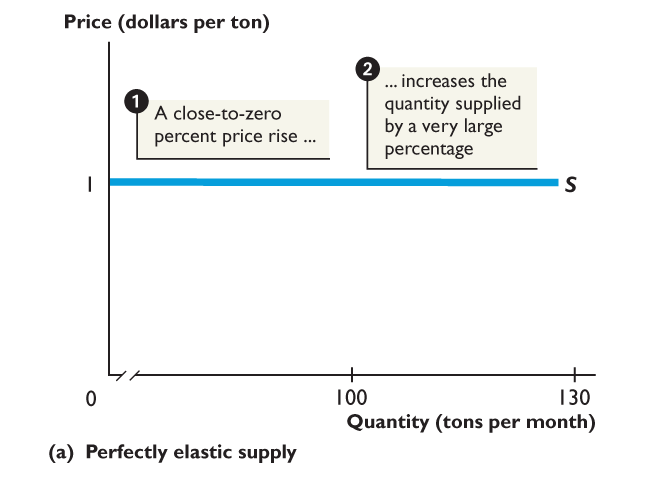 Price (dollars per ton)
1
A close-to-zero
percent price rise ...
2
... increases the
quantity supplied
by a very large
percentage
1
S
0
100
130
Quantity (tons per month)
(a) Perfectly elastic supply